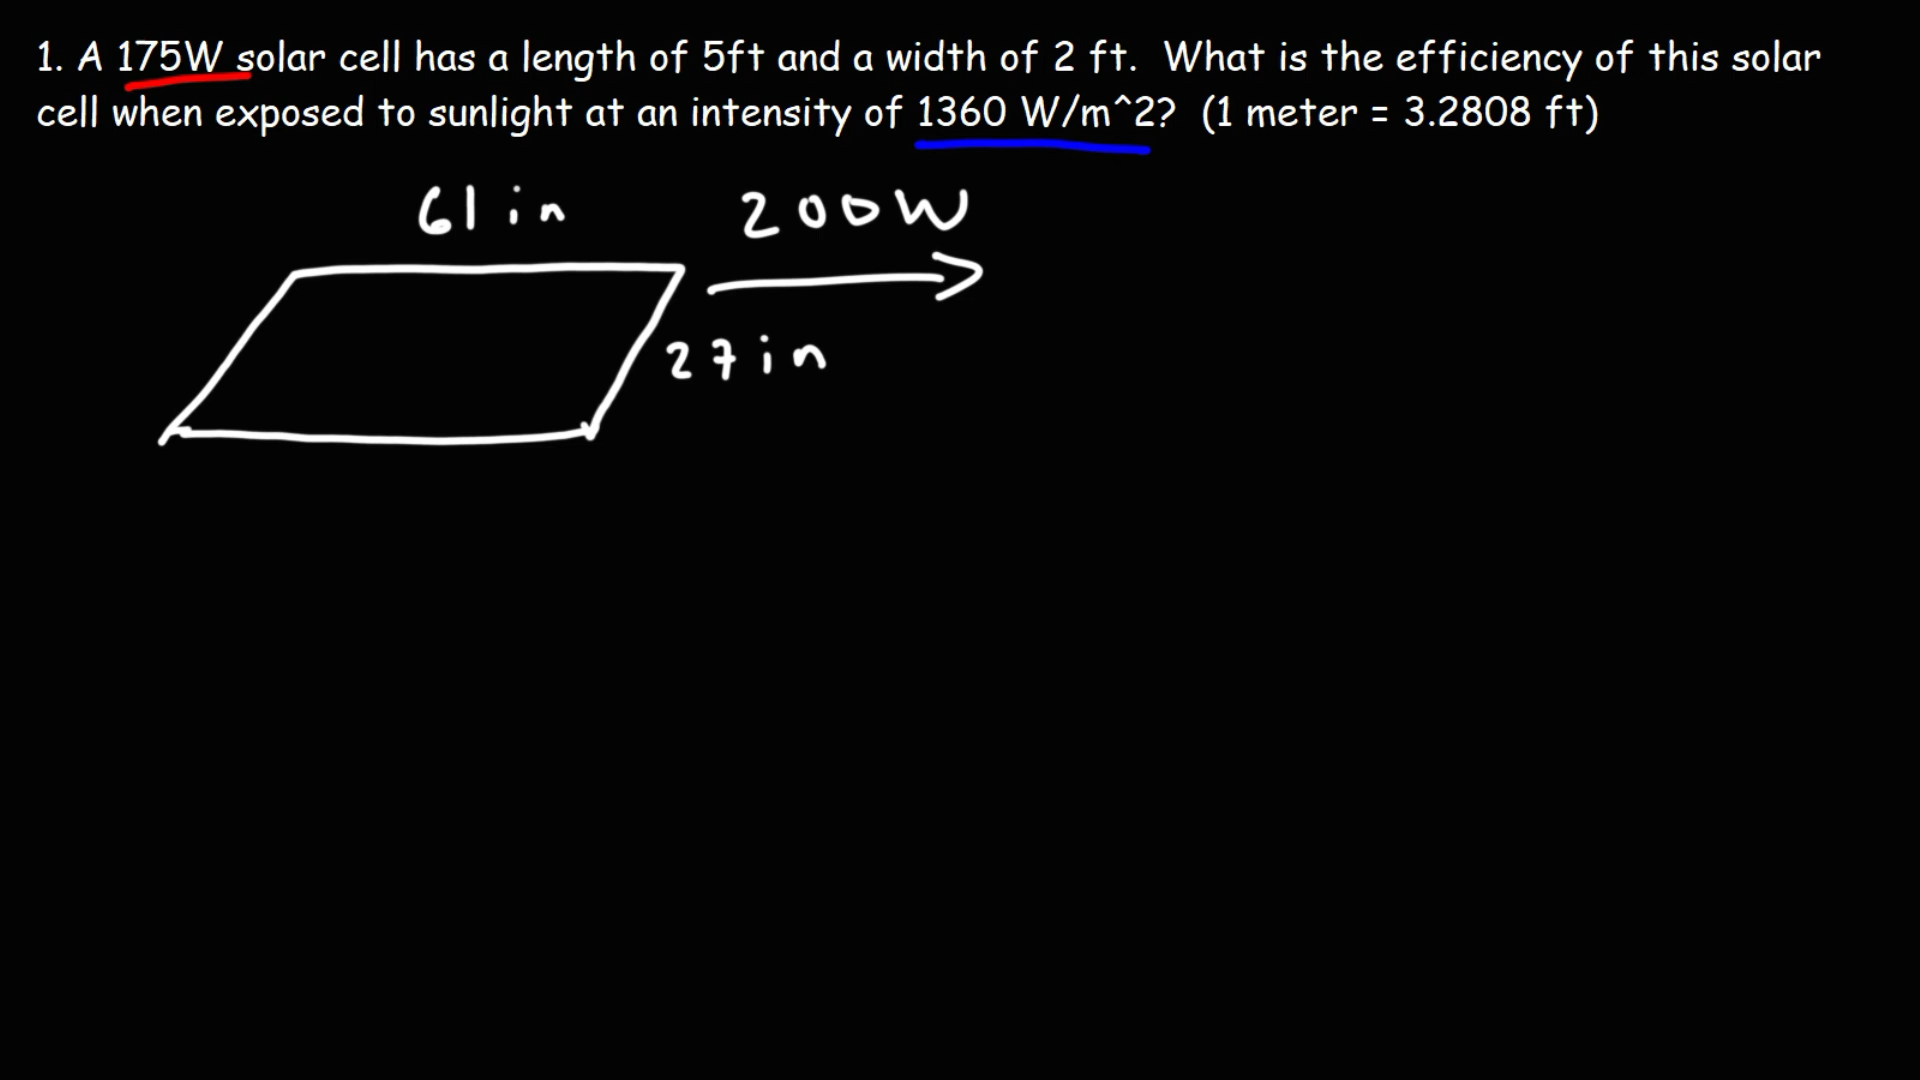 1. A 175W solar cell has a length of 5ft and a width of 2 ft.  What is the efficiency of this solar
cell when exposed to sunlight at an intensity of 1360 W/m^2?  (1 meter = 3.2808 ft)
61 in
200W
27 in